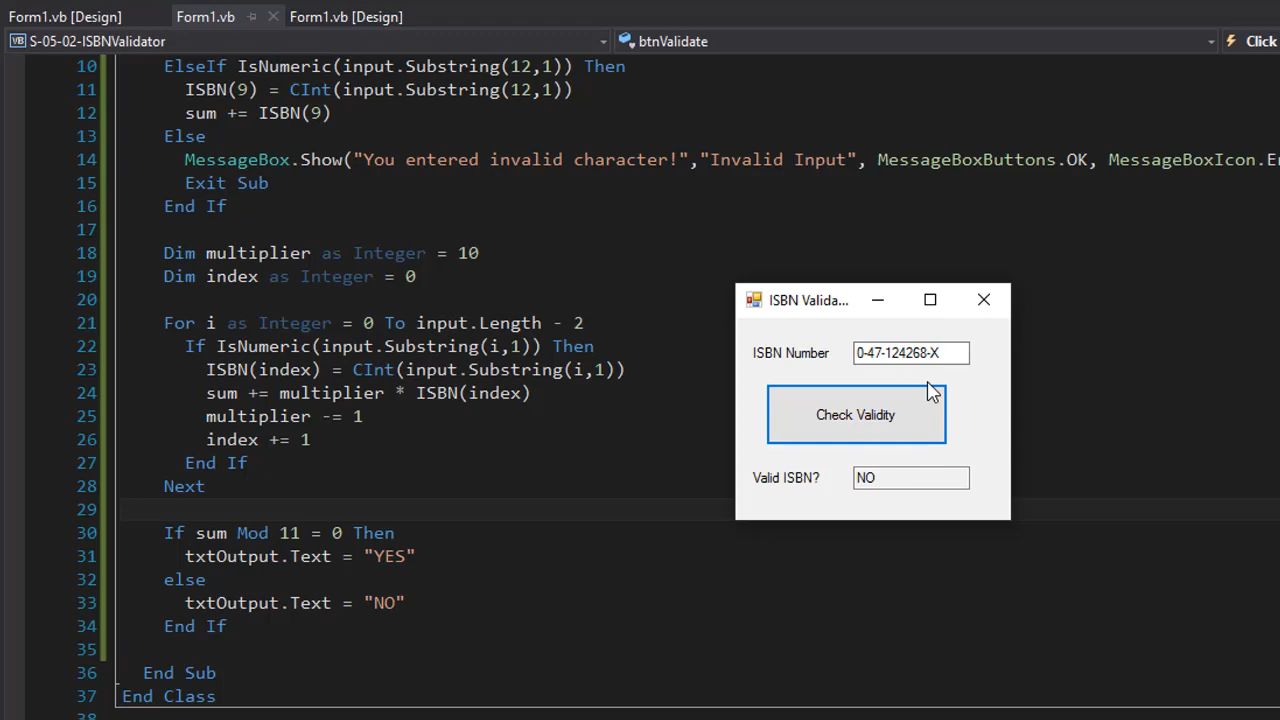 Form1.vb [Design] Form1.vb Form1.vb [Design]
VB S-05-02-ISBNValidator btnValidate Click
10 ElseIf IsNumeric(input.Substring(12,1)) Then
11 ISBN(9) = CInt(input.Substring(12,1))
12 sum += ISBN(9)
13 Else
14 MessageBox.Show("You entered invalid character!","Invalid Input", MessageBoxButtons.OK, MessageBoxIcon.Er
15 Exit Sub
16 End If
17
18 Dim multiplier as Integer = 10
19 Dim index as Integer = 0
20
21 For i as Integer = 0 To input.Length - 2
22 If IsNumeric(input.Substring(i,1)) Then
23 ISBN(index) = CInt(input.Substring(i,1))
24 sum += multiplier * ISBN(index)
25 multiplier -= 1
26 index += 1
27 End If
28 Next
29
30 If sum Mod 11 = 0 Then
31 txtOutput.Text = "YES"
32 else
33 txtOutput.Text = "NO"
34 End If
35
36 End Sub
37 End Class
38
ISBN Valida...
ISBN Number 0-47-124268-X
Check Validity
Valid ISBN? NO